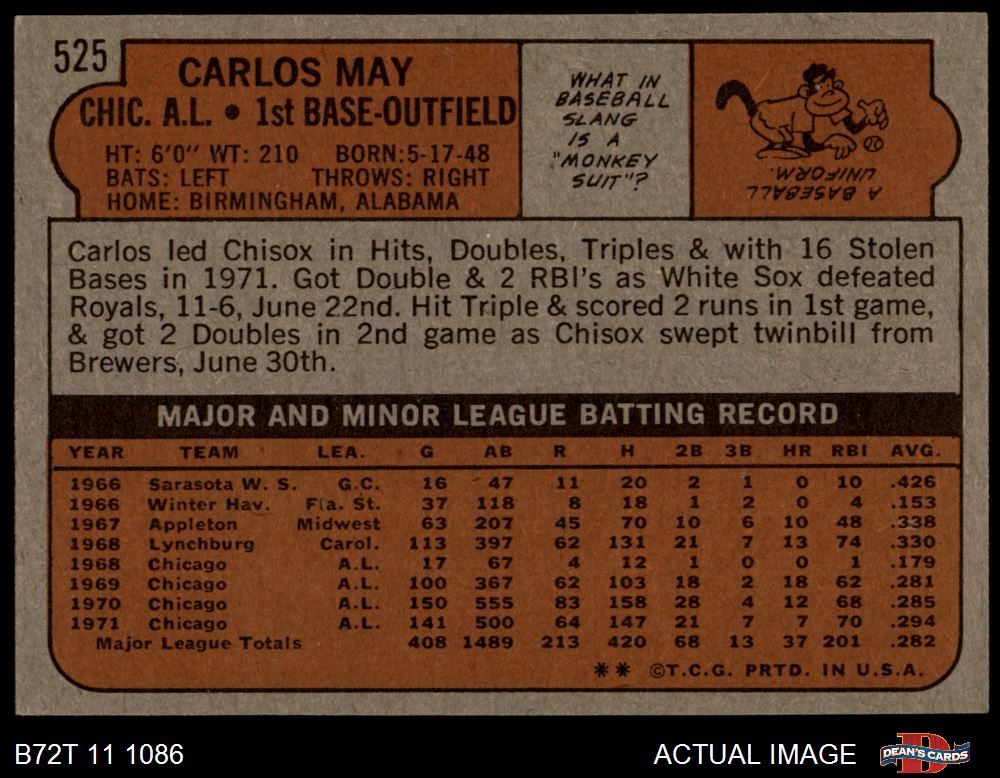 525
CARLOS MAY
CHIC. A.L. • 1st BASE-OUTFIELD
HT: 6'0" WT: 210 BORN:5-17-48
BATS: LEFT THROWS: RIGHT
HOME: BIRMINGHAM, ALABAMA
WHAT IN
BASEBALL
SLANG
IS A
"MONKEY
SUIT"?
A BASEBALL
UNIFORM.
Carlos led Chisox in Hits, Doubles, Triples & with 16 Stolen
Bases in 1971. Got Double & 2 RBI's as White Sox defeated
Royals, 11-6, June 22nd. Hit Triple & scored 2 runs in 1st game,
& got 2 Doubles in 2nd game as Chisox swept twinbill from
Brewers, June 30th.
MAJOR AND MINOR LEAGUE BATTING RECORD
YEAR TEAM LEA. G AB R H 2B 3B HR RBI AVG.
1966 Sarasota W. S. G.C. 16 47 11 20 2 1 0 10 .426
1966 Winter Hav. Fla. St. 37 118 8 18 1 2 0 4 .153
1967 Appleton Midwest 63 207 45 70 10 6 10 48 .338
1968 Lynchburg Carol. 113 397 62 131 21 7 13 74 .330
1968 Chicago A.L. 17 67 4 12 1 0 0 1 .179
1969 Chicago A.L. 100 367 62 103 18 2 18 62 .281
1970 Chicago A.L. 150 555 83 158 28 4 12 68 .285
1971 Chicago A.L. 141 500 64 147 21 7 7 70 .294
Major League Totals 408 1489 213 420 68 13 37 201 .282
** ©T.C.G. PRTD. IN U.S.A.
B72T 11 1086
ACTUAL IMAGE
D
DEAN'S CARDS